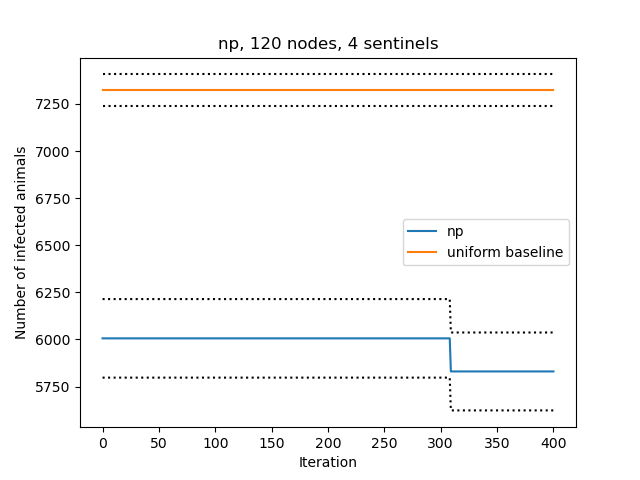 np, 120 nodes, 4 sentinels
Number of infected animals
7250
7000
6750
6500
6250
6000
5750
np
uniform baseline
0 50 100 150 200 250 300 350 400
Iteration